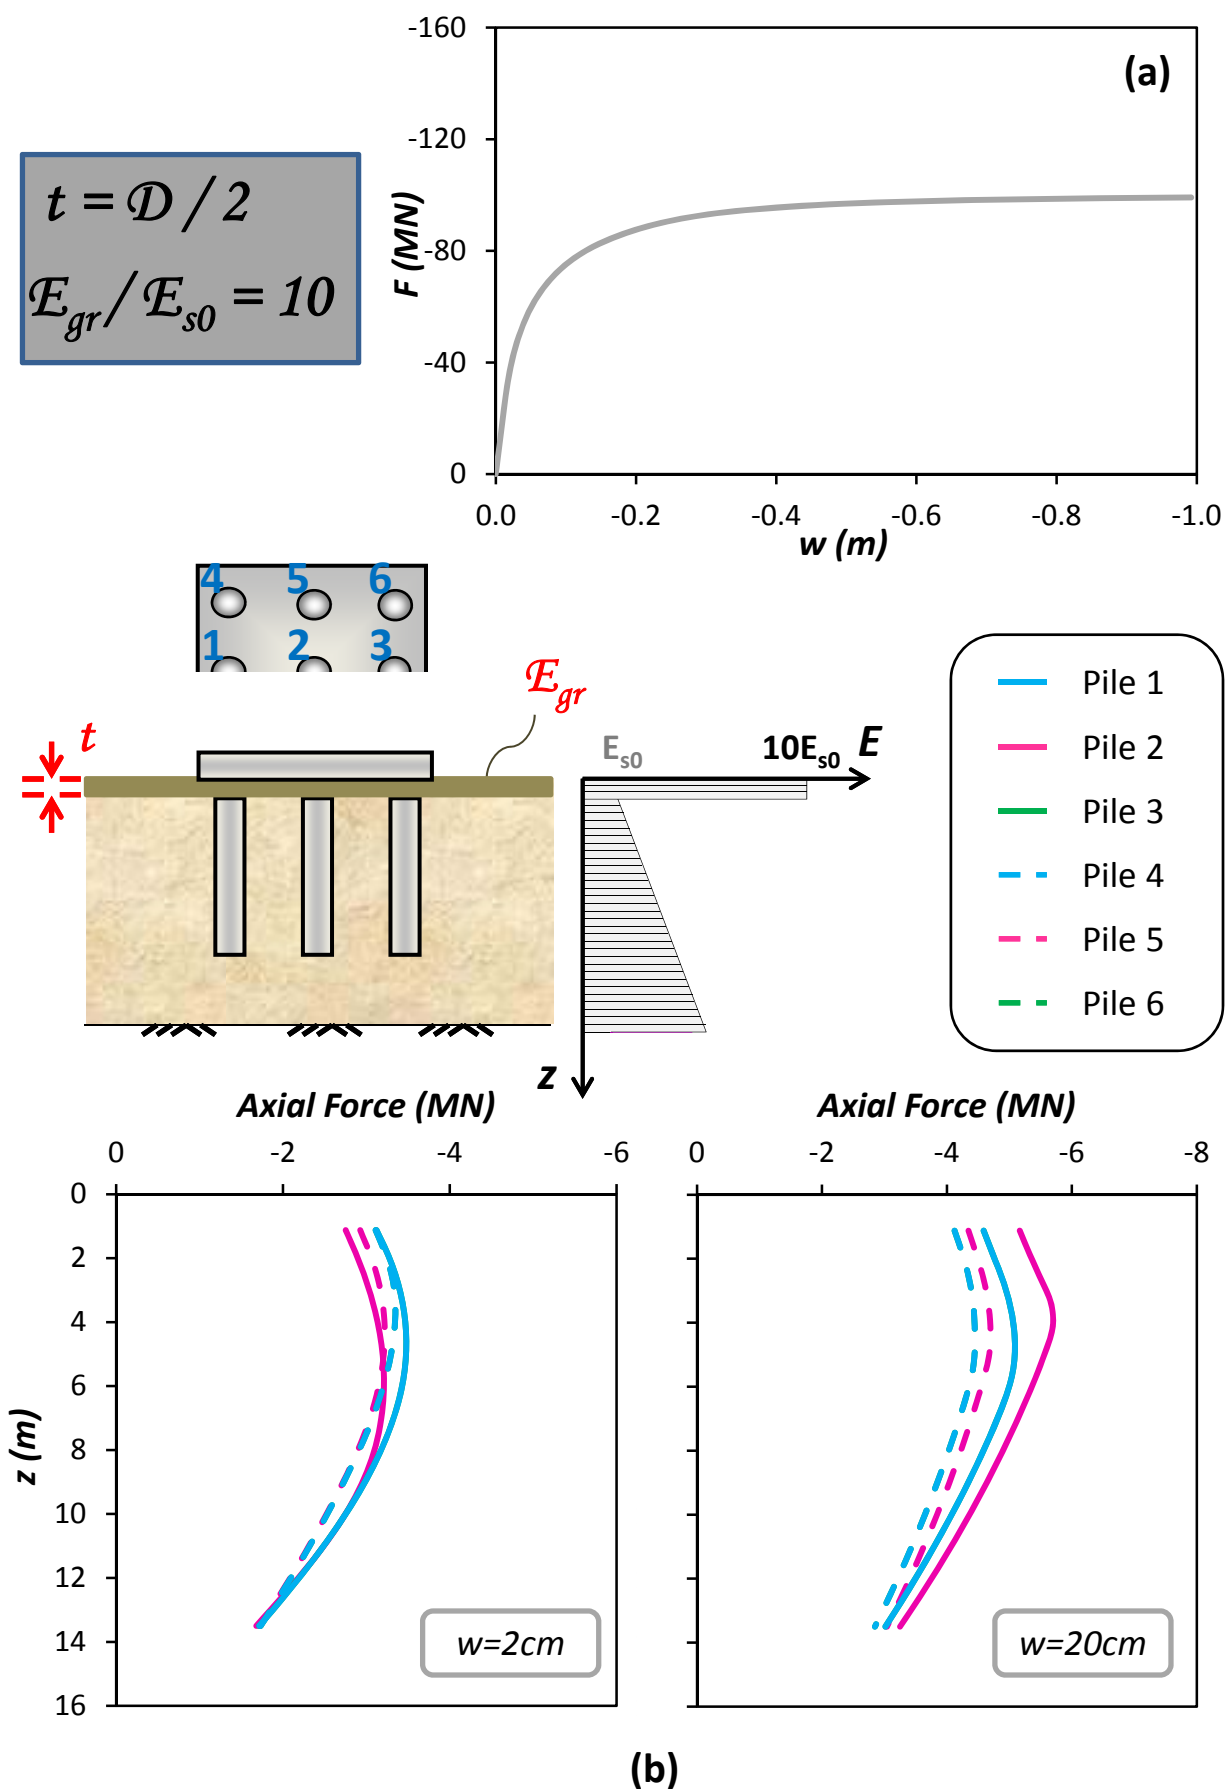 -160
(a)
-120
F (MN)
-80
-40
0
0.0 -0.2 -0.4 -0.6 -0.8 -1.0
w (m)
t = D / 2
E_gr / E_s0 = 10
4 5 6
1 2 3
E_gr
t
E_s0 10E_s0 E
z
Pile 1
Pile 2
Pile 3
Pile 4
Pile 5
Pile 6
Axial Force (MN) Axial Force (MN)
0 -2 -4 -6 0 -2 -4 -6 -8
0
2
4
6
z (m)
8
10
12
14
16
w=2cm w=20cm
(b)